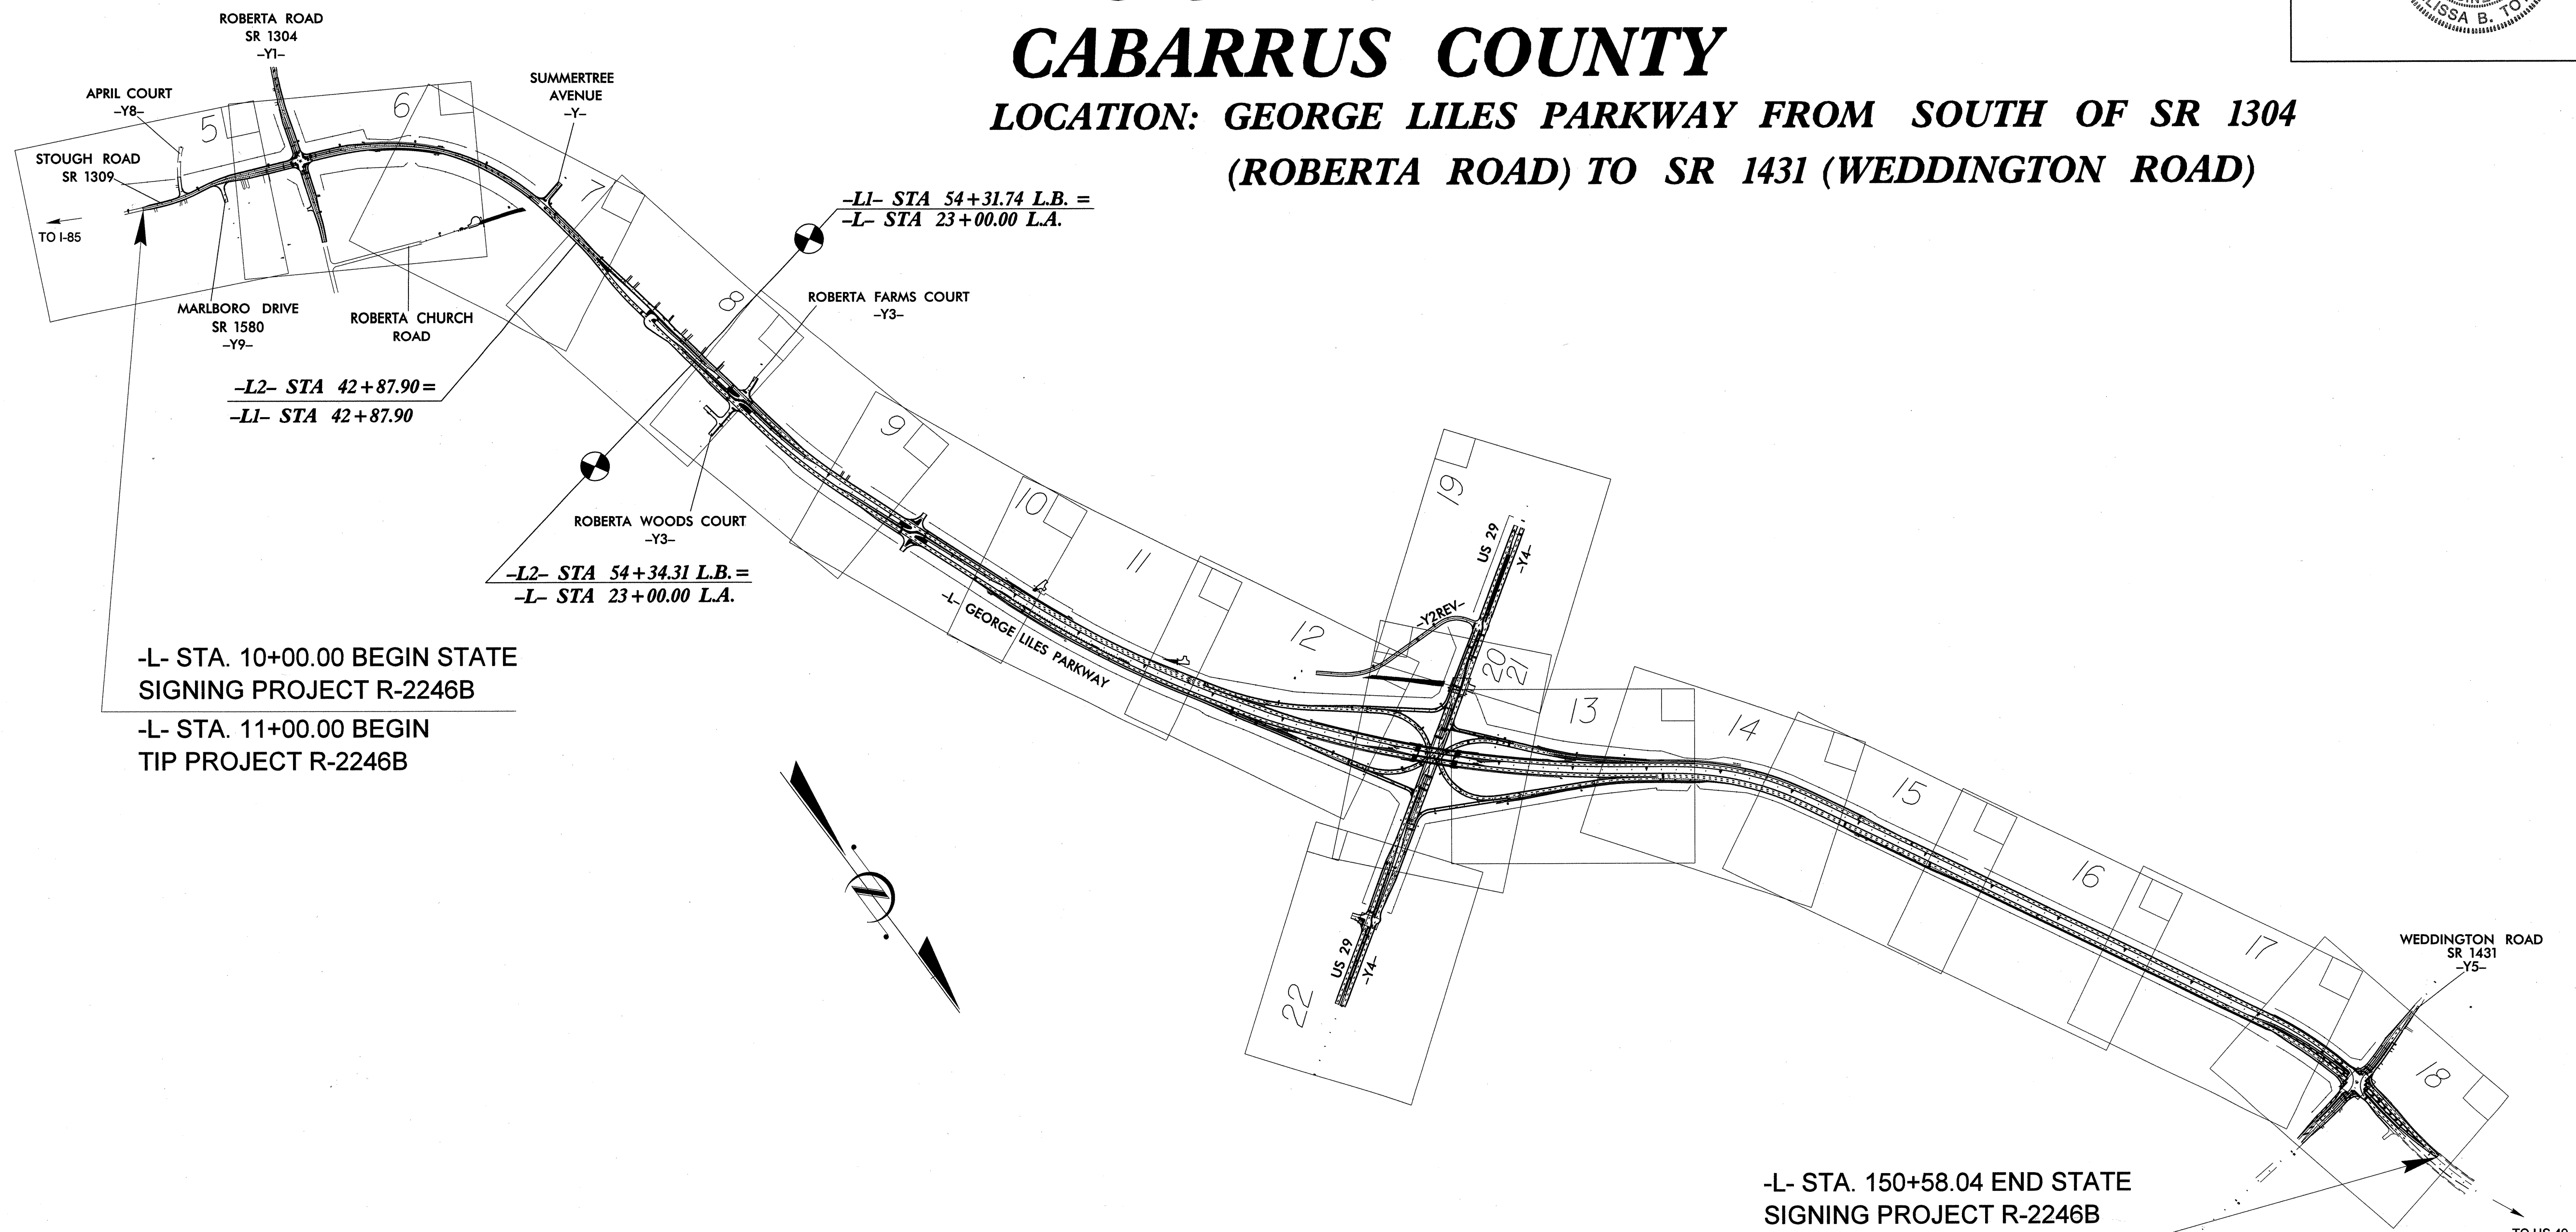 CABARRUS COUNTY
LOCATION: GEORGE LILES PARKWAY FROM SOUTH OF SR 1304
(ROBERTA ROAD) TO SR 1431 (WEDDINGTON ROAD)
LISSA B. TO
ROBERTA ROAD
SR 1304
-Y1-
APRIL COURT
-Y8-
SUMMERTREE
AVENUE
-Y-
STOUGH ROAD
SR 1309
TO I-85
5
6
7
8
MARLBORO DRIVE
SR 1580
-Y9-
ROBERTA CHURCH
ROAD
-L1- STA 54+31.74 L.B. =
-L- STA 23+00.00 L.A.
ROBERTA FARMS COURT
-Y3-
-L2- STA 42+87.90 =
-L1- STA 42+87.90
ROBERTA WOODS COURT
-Y3-
-L2- STA 54+34.31 L.B. =
-L- STA 23+00.00 L.A.
9
10
11
12
19
US 29
-Y4-
-Y2REV-
-L- GEORGE LILES PARKWAY
20
21
13
14
15
16
17
18
-L- STA. 10+00.00 BEGIN STATE
SIGNING PROJECT R-2246B
-L- STA. 11+00.00 BEGIN
TIP PROJECT R-2246B
22
US 29
-Y4-
WEDDINGTON ROAD
SR 1431
-Y5-
-L- STA. 150+58.04 END STATE
SIGNING PROJECT R-2246B